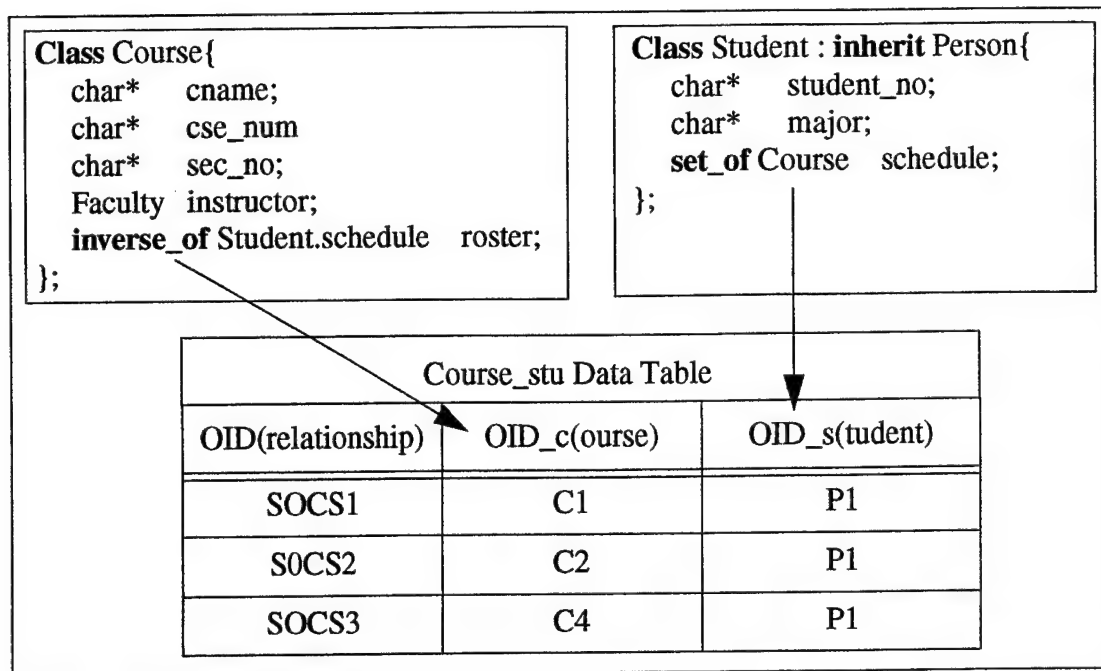 Class Course{
char* cname;
char* cse_num
char* sec_no;
Faculty instructor;
inverse_of Student.schedule roster;
};
Class Student : inherit Person{
char* student_no;
char* major;
set_of Course schedule;
};
Course_stu Data Table
OID(relationship) OID_c(ourse) OID_s(tudent)
SOCS1 C1 P1
S0CS2 C2 P1
SOCS3 C4 P1